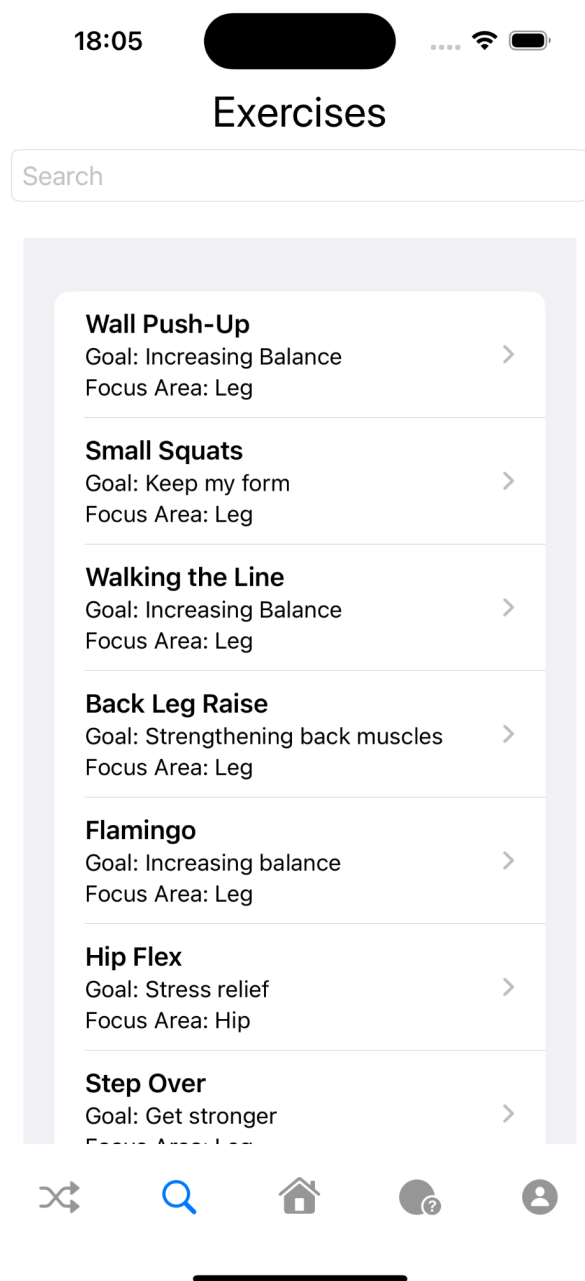 18:05
Exercises
Search
Wall Push-Up
Goal: Increasing Balance
Focus Area: Leg
Small Squats
Goal: Keep my form
Focus Area: Leg
Walking the Line
Goal: Increasing Balance
Focus Area: Leg
Back Leg Raise
Goal: Strengthening back muscles
Focus Area: Leg
Flamingo
Goal: Increasing balance
Focus Area: Leg
Hip Flex
Goal: Stress relief
Focus Area: Hip
Step Over
Goal: Get stronger
Focus Area: Leg
?